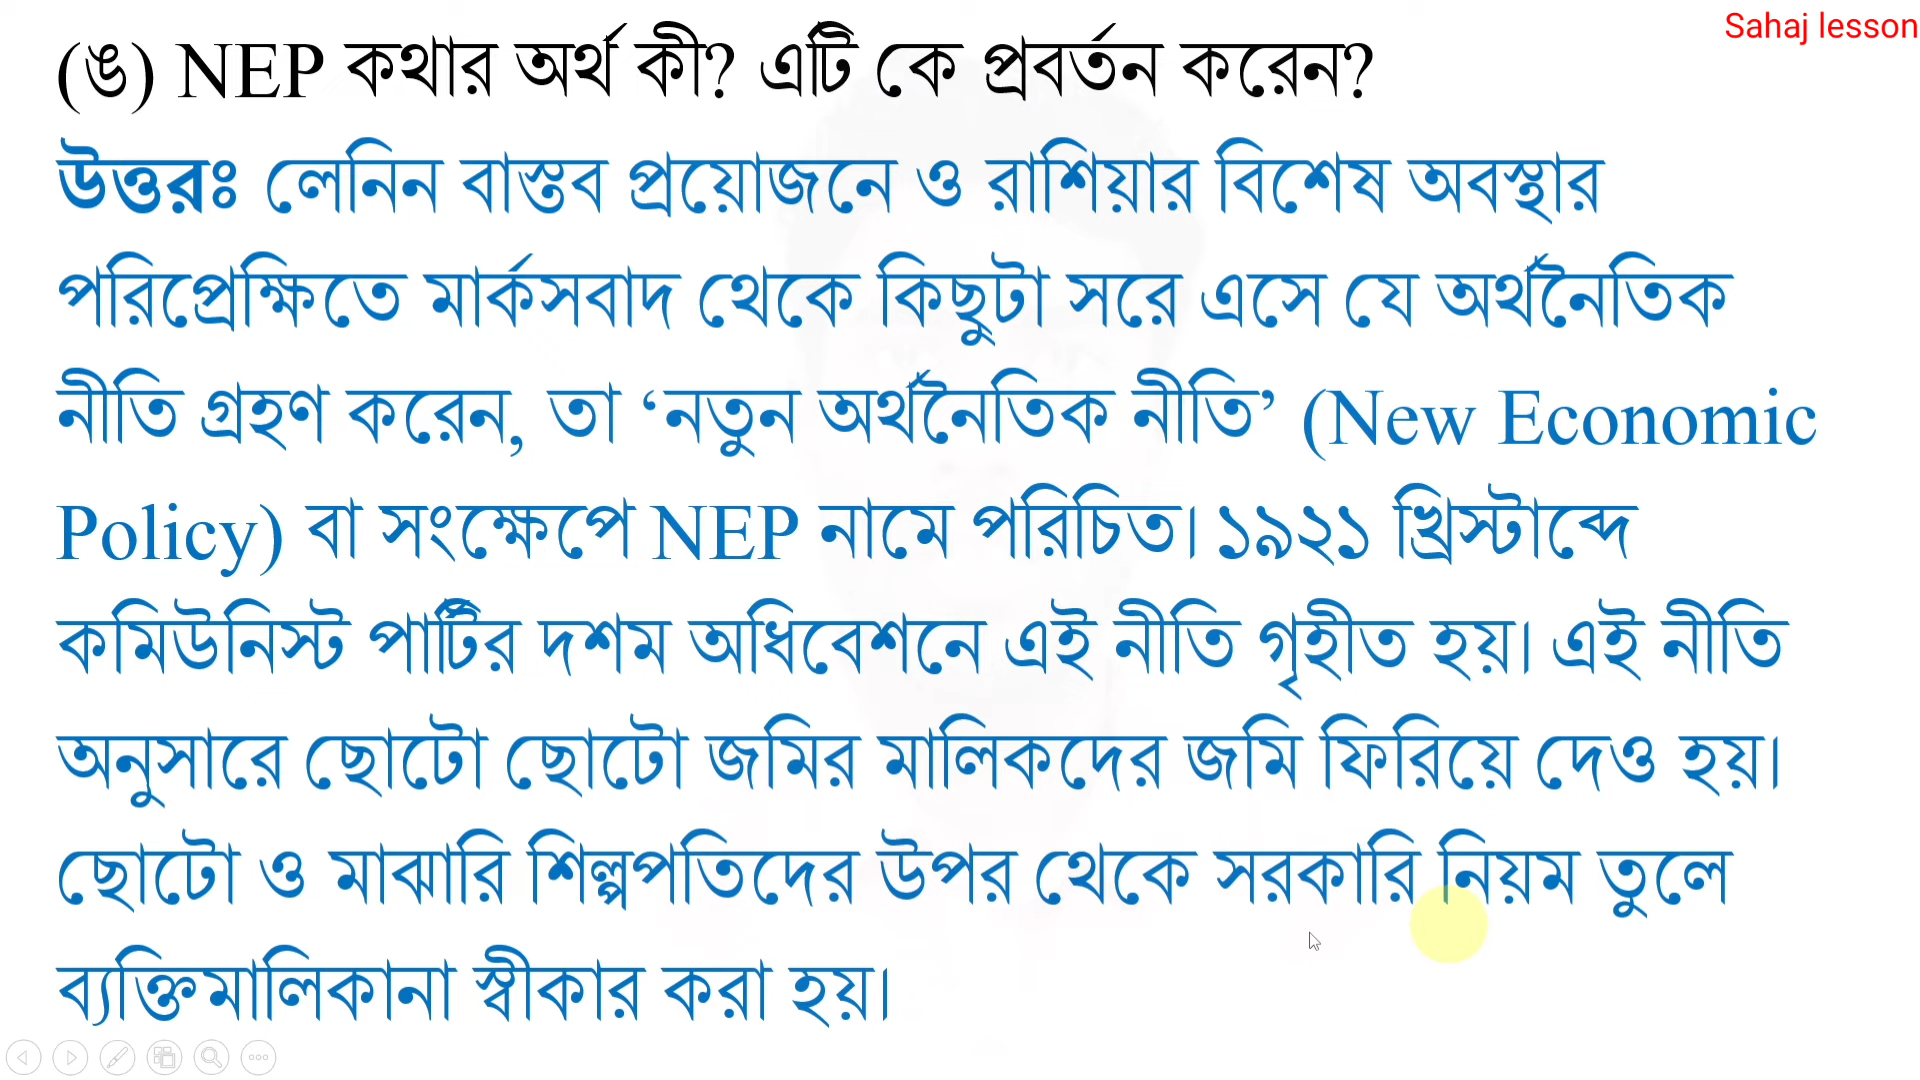 Sahaj lesson
(ঙ) NEP কথার অর্থ কী? এটি কে প্রবর্তন করেন?
উত্তরঃ লেনিন বাস্তব প্রয়োজনে ও রাশিয়ার বিশেষ অবস্থার
পরিপ্রেক্ষিতে মার্কসবাদ থেকে কিছুটা সরে এসে যে অর্থনৈতিক
নীতি গ্রহণ করেন, তা ‘নতুন অর্থনৈতিক নীতি’ (New Economic
Policy) বা সংক্ষেপে NEP নামে পরিচিত। ১৯২১ খ্রিস্টাব্দে
কমিউনিস্ট পার্টির দশম অধিবেশনে এই নীতি গৃহীত হয়। এই নীতি
অনুসারে ছোটো ছোটো জমির মালিকদের জমি ফিরিয়ে দেও হয়।
ছোটো ও মাঝারি শিল্পপতিদের উপর থেকে সরকারি নিয়ম তুলে
ব্যক্তিমালিকানা স্বীকার করা হয়।